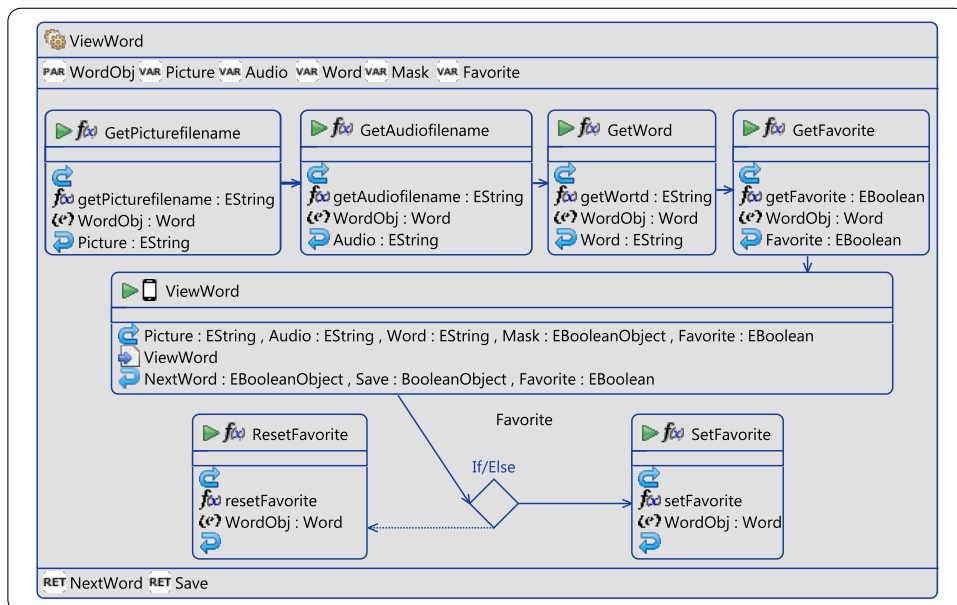 ViewWord
PAR WordObj VAR Picture VAR Audio VAR Word VAR Mask VAR Favorite
f(x) GetPicturefilename
f(x) getPicturefilename : EString
(e) WordObj : Word
Picture : EString
f(x) GetAudiofilename
f(x) getAudiofilename : EString
(e) WordObj : Word
Audio : EString
f(x) GetWord
f(x) getWortd : EString
(e) WordObj : Word
Word : EString
f(x) GetFavorite
f(x) getFavorite : EBoolean
(e) WordObj : Word
Favorite : EBoolean
ViewWord
Picture : EString , Audio : EString , Word : EString , Mask : EBooleanObject , Favorite : EBoolean
ViewWord
NextWord : EBooleanObject , Save : BooleanObject , Favorite : EBoolean
f(x) ResetFavorite
f(x) resetFavorite
(e) WordObj : Word
Favorite
If/Else
f(x) SetFavorite
f(x) setFavorite
(e) WordObj : Word
RET NextWord RET Save